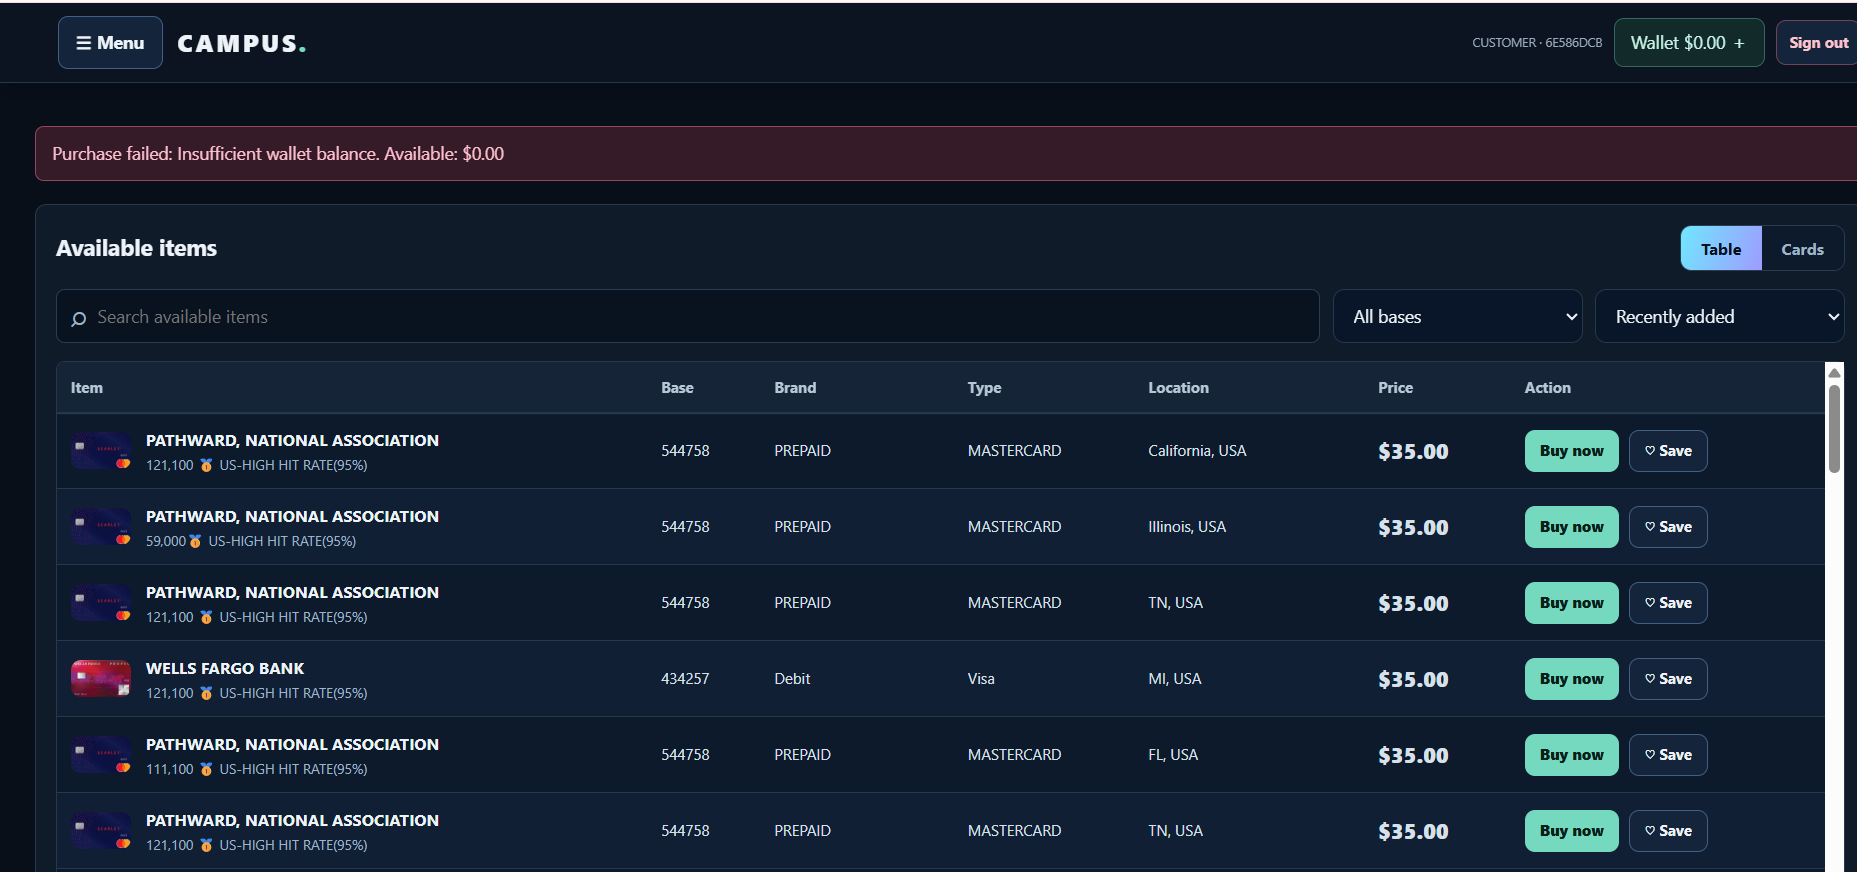 ☰ Menu CAMPUS. CUSTOMER · 6E586DCB Wallet $0.00 + Sign out
Purchase failed: Insufficient wallet balance. Available: $0.00
Available items Table Cards
Search available items All bases Recently added
Item Base Brand Type Location Price Action
PATHWARD, NATIONAL ASSOCIATION
121,100 🏅 US-HIGH HIT RATE(95%) 544758 PREPAID MASTERCARD California, USA $35.00 Buy now ♡ Save
PATHWARD, NATIONAL ASSOCIATION
59,000🏅 US-HIGH HIT RATE(95%) 544758 PREPAID MASTERCARD Illinois, USA $35.00 Buy now ♡ Save
PATHWARD, NATIONAL ASSOCIATION
121,100 🏅 US-HIGH HIT RATE(95%) 544758 PREPAID MASTERCARD TN, USA $35.00 Buy now ♡ Save
WELLS FARGO BANK
121,100 🏅 US-HIGH HIT RATE(95%) 434257 Debit Visa MI, USA $35.00 Buy now ♡ Save
PATHWARD, NATIONAL ASSOCIATION
111,100 🏅 US-HIGH HIT RATE(95%) 544758 PREPAID MASTERCARD FL, USA $35.00 Buy now ♡ Save
PATHWARD, NATIONAL ASSOCIATION
121,100 🏅 US-HIGH HIT RATE(95%) 544758 PREPAID MASTERCARD TN, USA $35.00 Buy now ♡ Save